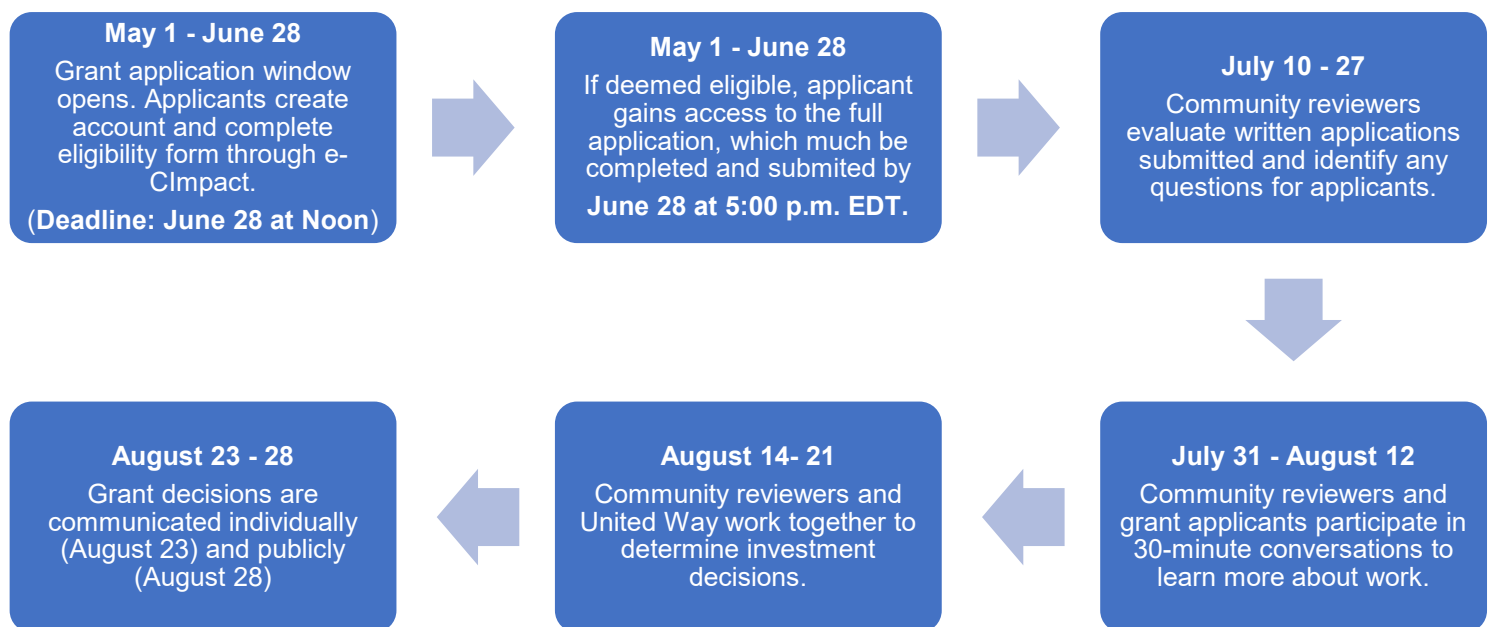 May 1 - June 28
Grant application window
opens. Applicants create
account and complete
eligibility form through e-
CImpact.
(Deadline: June 28 at Noon)
May 1 - June 28
If deemed eligible, applicant
gains access to the full
application, which much be
completed and submited by
June 28 at 5:00 p.m. EDT.
July 10 - 27
Community reviewers
evaluate written applications
submitted and identify any
questions for applicants.
July 31 - August 12
Community reviewers and
grant applicants participate in
30-minute conversations to
learn more about work.
August 14- 21
Community reviewers and
United Way work together to
determine investment
decisions.
August 23 - 28
Grant decisions are
communicated individually
(August 23) and publicly
(August 28)